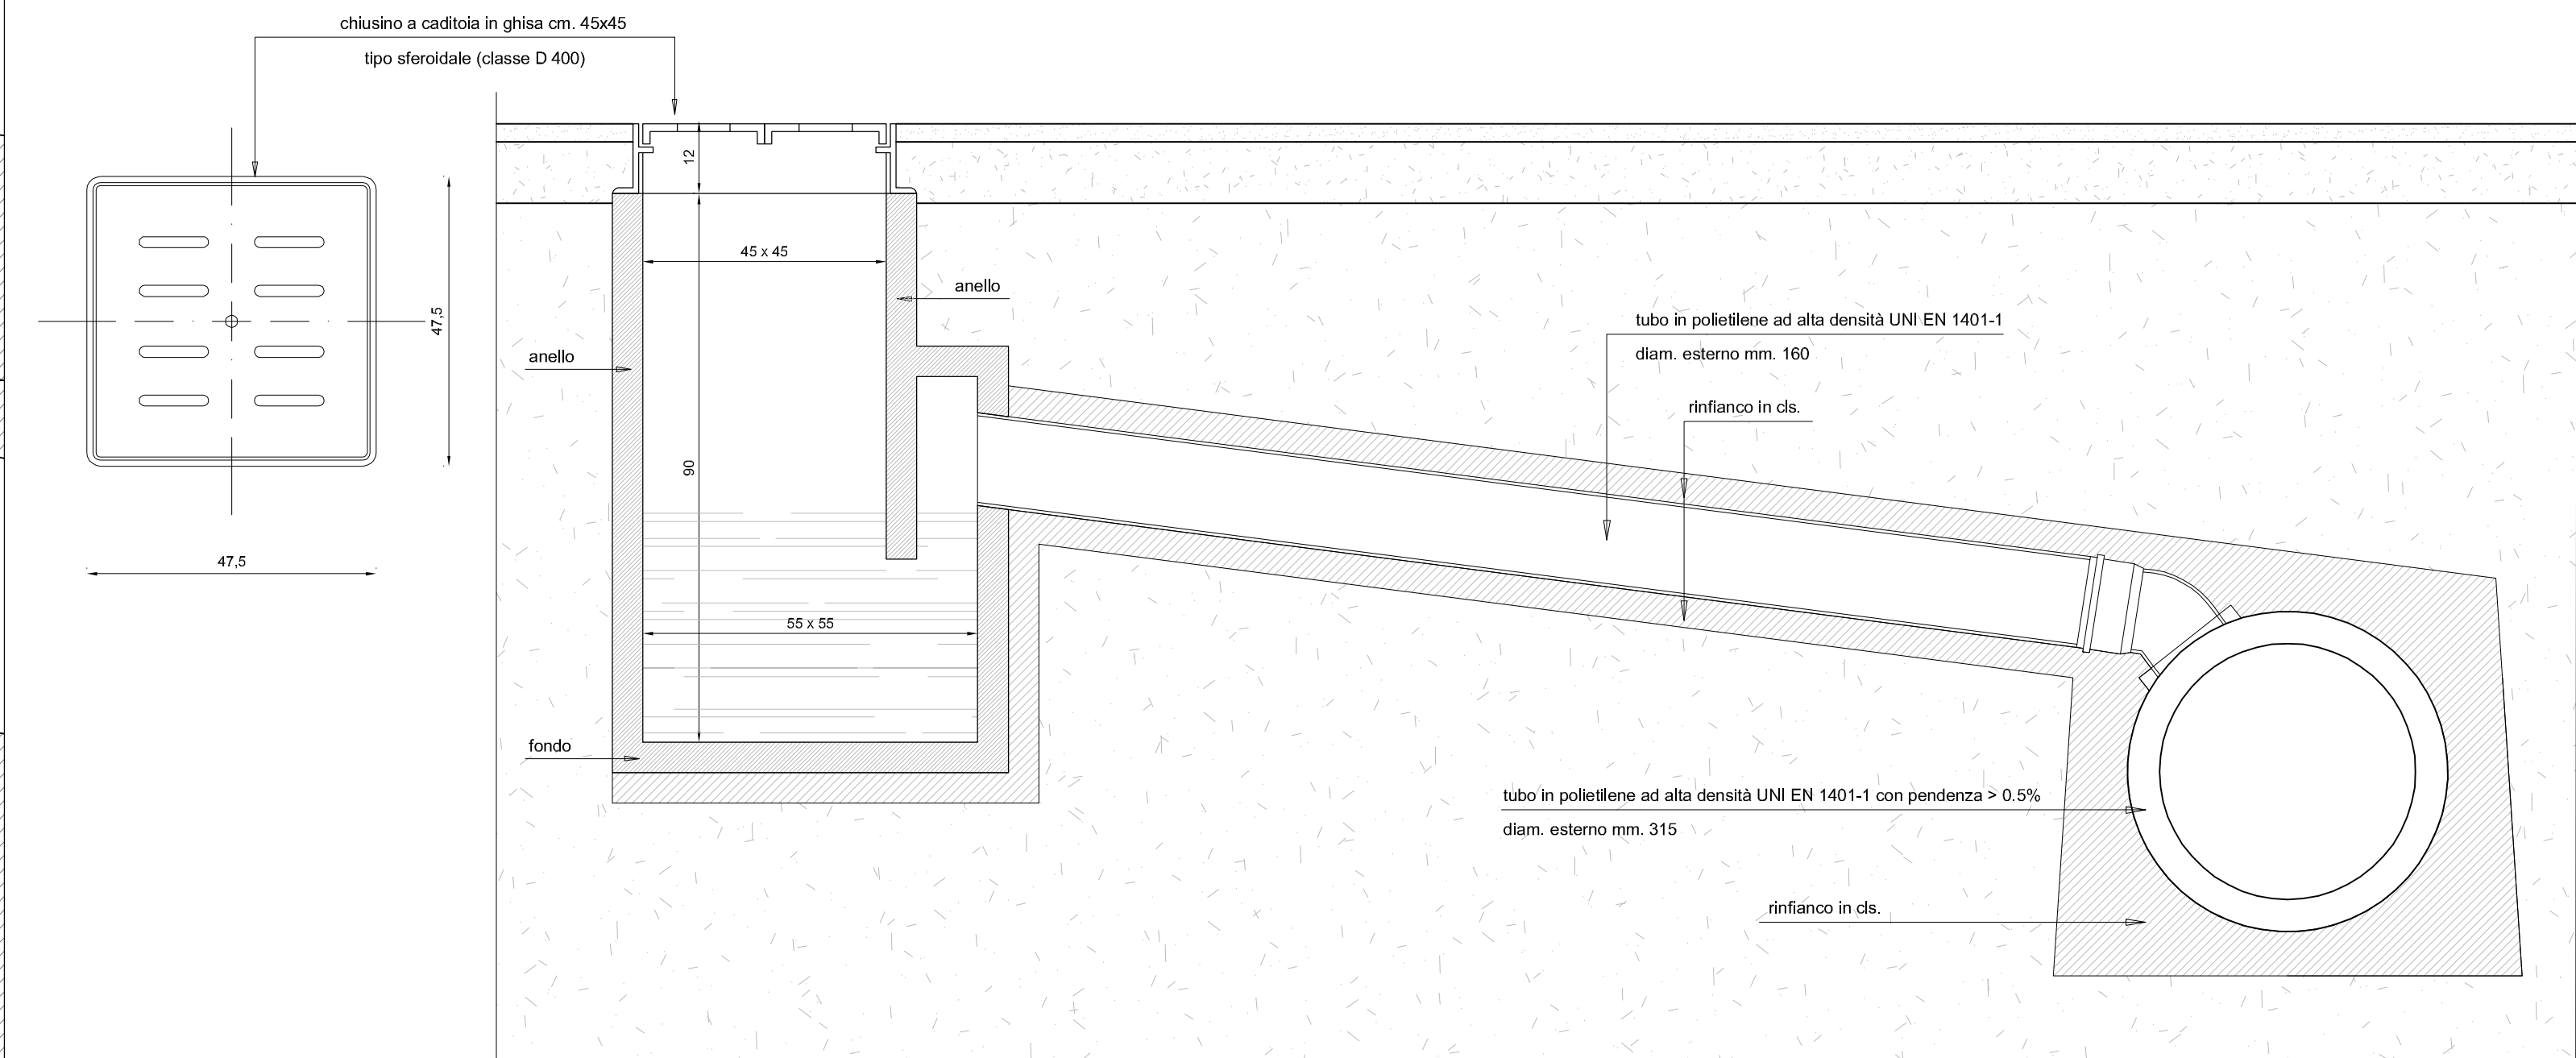 chiusino a caditoia in ghisa cm. 45x45
tipo sferoidale (classe D 400)
12
45 x 45
anello
47,5
tubo in polietilene ad alta densità UNI EN 1401-1
diam. esterno mm. 160
anello
rinfianco in cls.
90
47,5
55 x 55
fondo
tubo in polietilene ad alta densità UNI EN 1401-1 con pendenza > 0.5%
diam. esterno mm. 315
rinfianco in cls.